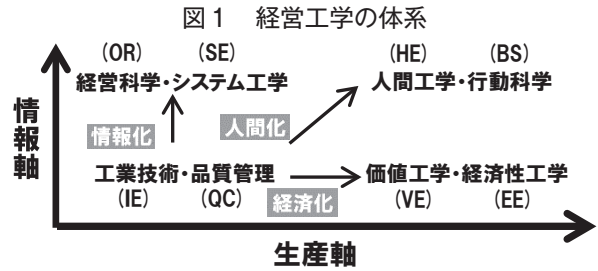 図1 経営工学の体系
(OR) (SE) (HE) (BS)
経営科学・システム工学 人間工学・行動科学
情報化 人間化
情報軸
工業技術・品質管理 価値工学・経済性工学
(IE) (QC) 経済化 (VE) (EE)
生産軸